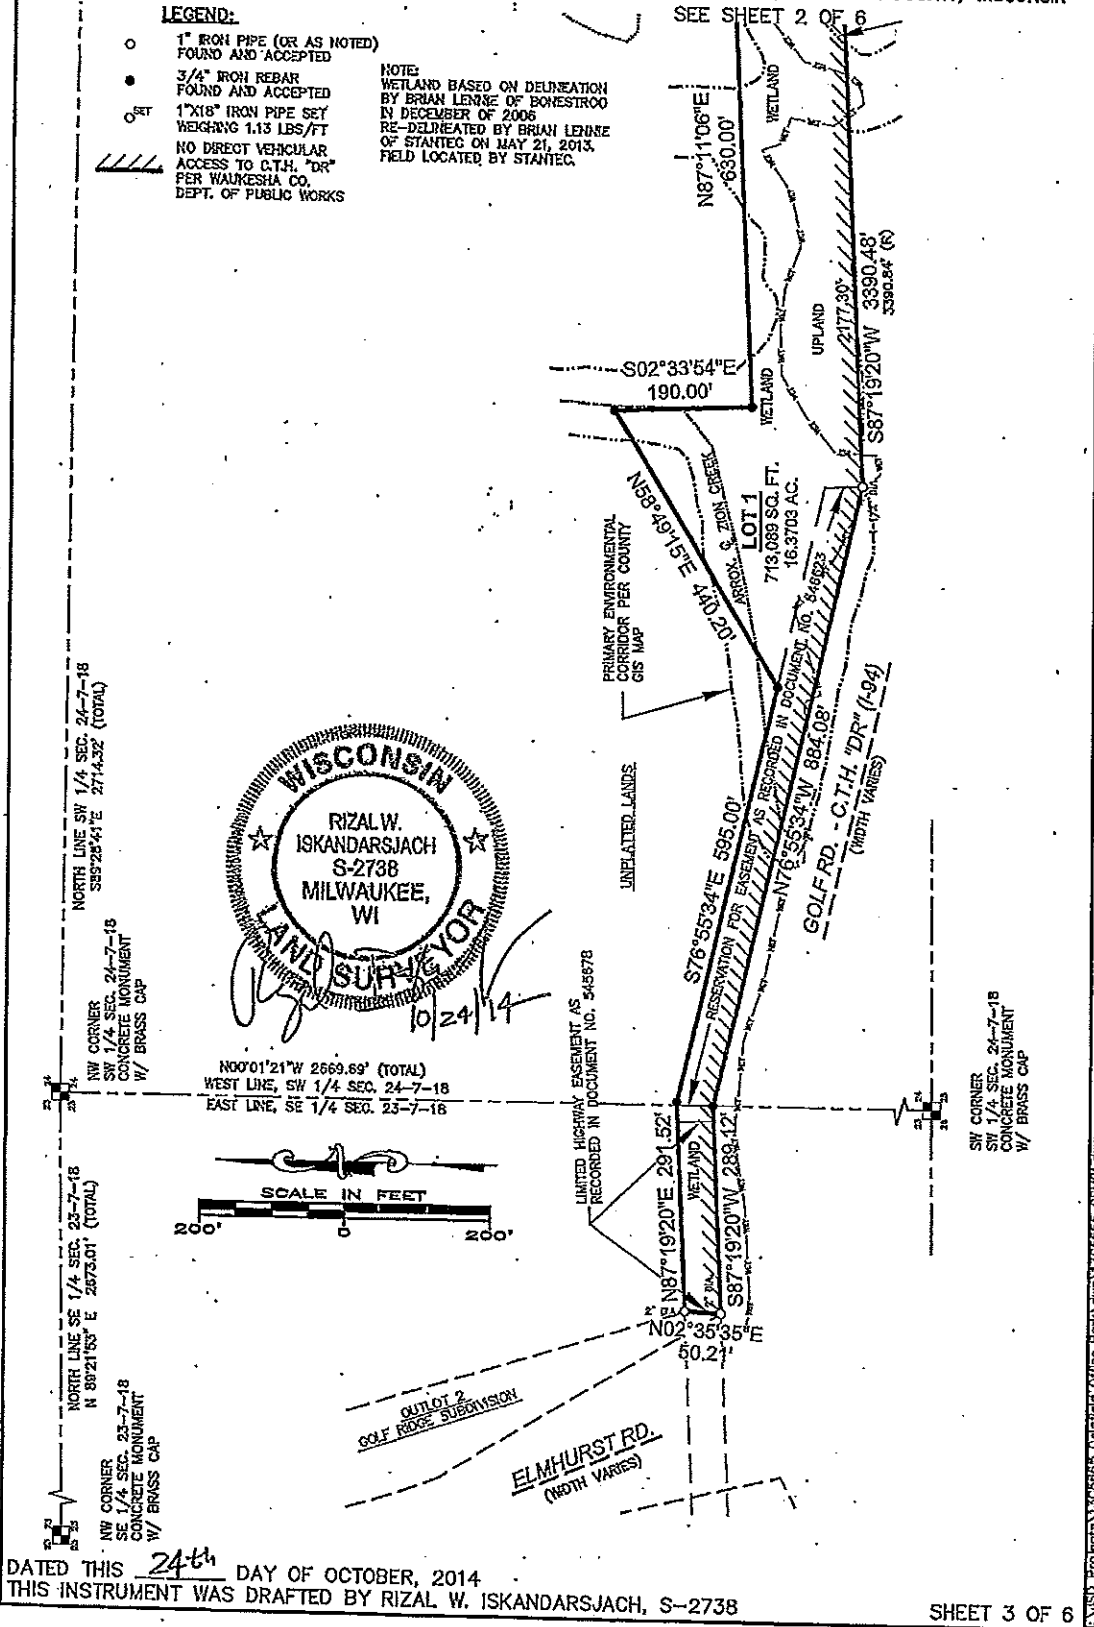 SEE SHEET 2 OF 6
LEGEND:
1" IRON PIPE (OR AS NOTED)
FOUND AND ACCEPTED
3/4" IRON REBAR
FOUND AND ACCEPTED
SET
1"X18" IRON PIPE SET
WEIGHING 1.13 LBS/FT
NO DIRECT VEHICULAR
ACCESS TO C.T.H. "DR"
PER WAUKESHA CO.
DEPT. OF PUBLIC WORKS
NOTE:
WETLAND BASED ON DELINEATION
BY BRIAN LENNIE OF BONESTROO
IN DECEMBER OF 2006
RE-DELINEATED BY BRIAN LENNIE
OF STANTEC ON MAY 21, 2013.
FIELD LOCATED BY STANTEC.
N87°11'06"E
630.00'
WETLAND
UPLAND
2177.30'
S87°19'20"W 3390.48'
3390.84' (R)
S02°33'54"E
190.00'
WETLAND
N58°49'15"E 440.20'
APROX. ℄ ZION CREEK
LOT 1
713,089 SQ. FT.
16.3703 AC.
PRIMARY ENVIRONMENTAL
CORRIDOR PER COUNTY
GIS MAP
UNPLATTED LANDS
S76°55'34"E 595.00'
RESERVATION FOR EASEMENT AS RECORDED IN DOCUMENT NO. 546623
N76°55'34"W 884.08'
GOLF RD. - C.T.H. "DR" (I-94)
(WIDTH VARIES)
NORTH LINE SW 1/4 SEC. 24-7-18
S89°28'41"E 2714.32' (TOTAL)
WISCONSIN
RIZAL W.
ISKANDARSJACH
S-2738
MILWAUKEE,
WI
LAND SURVEYOR
10/24/14
NW CORNER
SW 1/4 SEC. 24-7-18
CONCRETE MONUMENT
W/ BRASS CAP
N00°01'21"W 2669.69' (TOTAL)
WEST LINE, SW 1/4 SEC. 24-7-18
EAST LINE, SE 1/4 SEC. 23-7-18
SCALE IN FEET
200' 0 200'
LIMITED HIGHWAY EASEMENT AS
RECORDED IN DOCUMENT NO. 545678
SW CORNER
SW 1/4 SEC. 24-7-18
CONCRETE MONUMENT
W/ BRASS CAP
N87°19'20"E 291.52'
WETLAND
S87°19'20"W 289.12'
2" DIA.
N02°35'35"E
50.21'
NORTH LINE SE 1/4 SEC. 23-7-18
N 89°21'53" E 2673.01' (TOTAL)
NW CORNER
SE 1/4 SEC. 23-7-18
CONCRETE MONUMENT
W/ BRASS CAP
OUTLOT 2
GOLF RIDGE SUBDIVISION
ELMHURST RD.
(WIDTH VARIES)
DATED THIS 24th DAY OF OCTOBER, 2014
THIS INSTRUMENT WAS DRAFTED BY RIZAL W. ISKANDARSJACH, S-2738
SHEET 3 OF 6